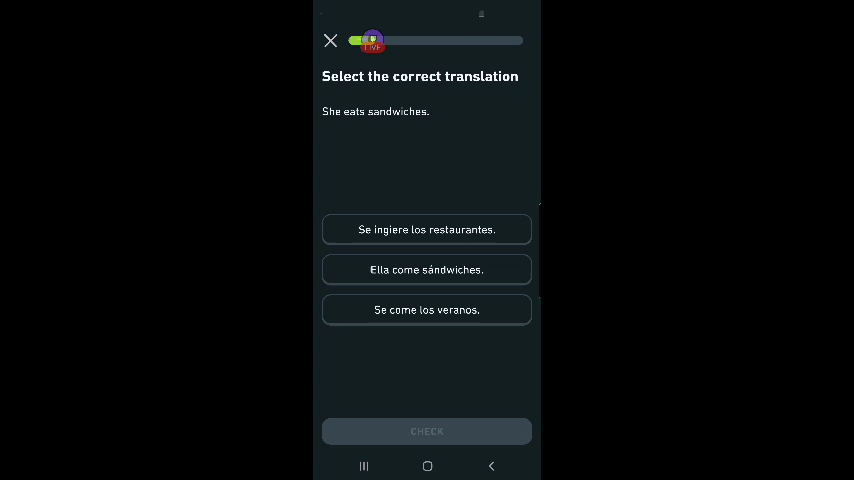 LIVE
Select the correct translation
She eats sandwiches.
Se ingiere los restaurantes.
Ella come sándwiches.
Se come los veranos.
CHECK